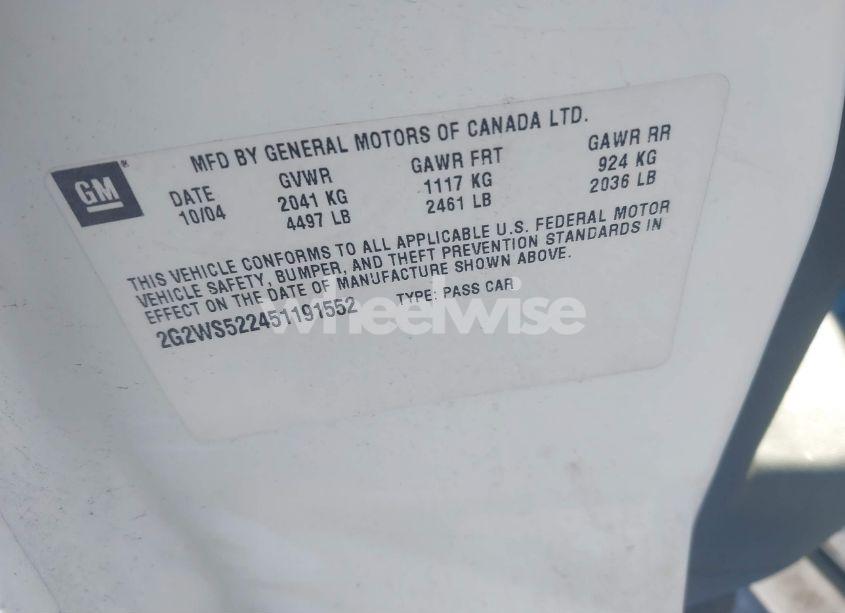 MFD BY GENERAL MOTORS OF CANADA LTD.
GM
DATE GVWR GAWR FRT GAWR RR
10/04 2041 KG 1117 KG 924 KG
4497 LB 2461 LB 2036 LB
THIS VEHICLE CONFORMS TO ALL APPLICABLE U.S. FEDERAL MOTOR
VEHICLE SAFETY, BUMPER, AND THEFT PREVENTION STANDARDS IN
EFFECT ON THE DATE OF MANUFACTURE SHOWN ABOVE.
2G2WS522451191552 TYPE: PASS CAR
wheelwise